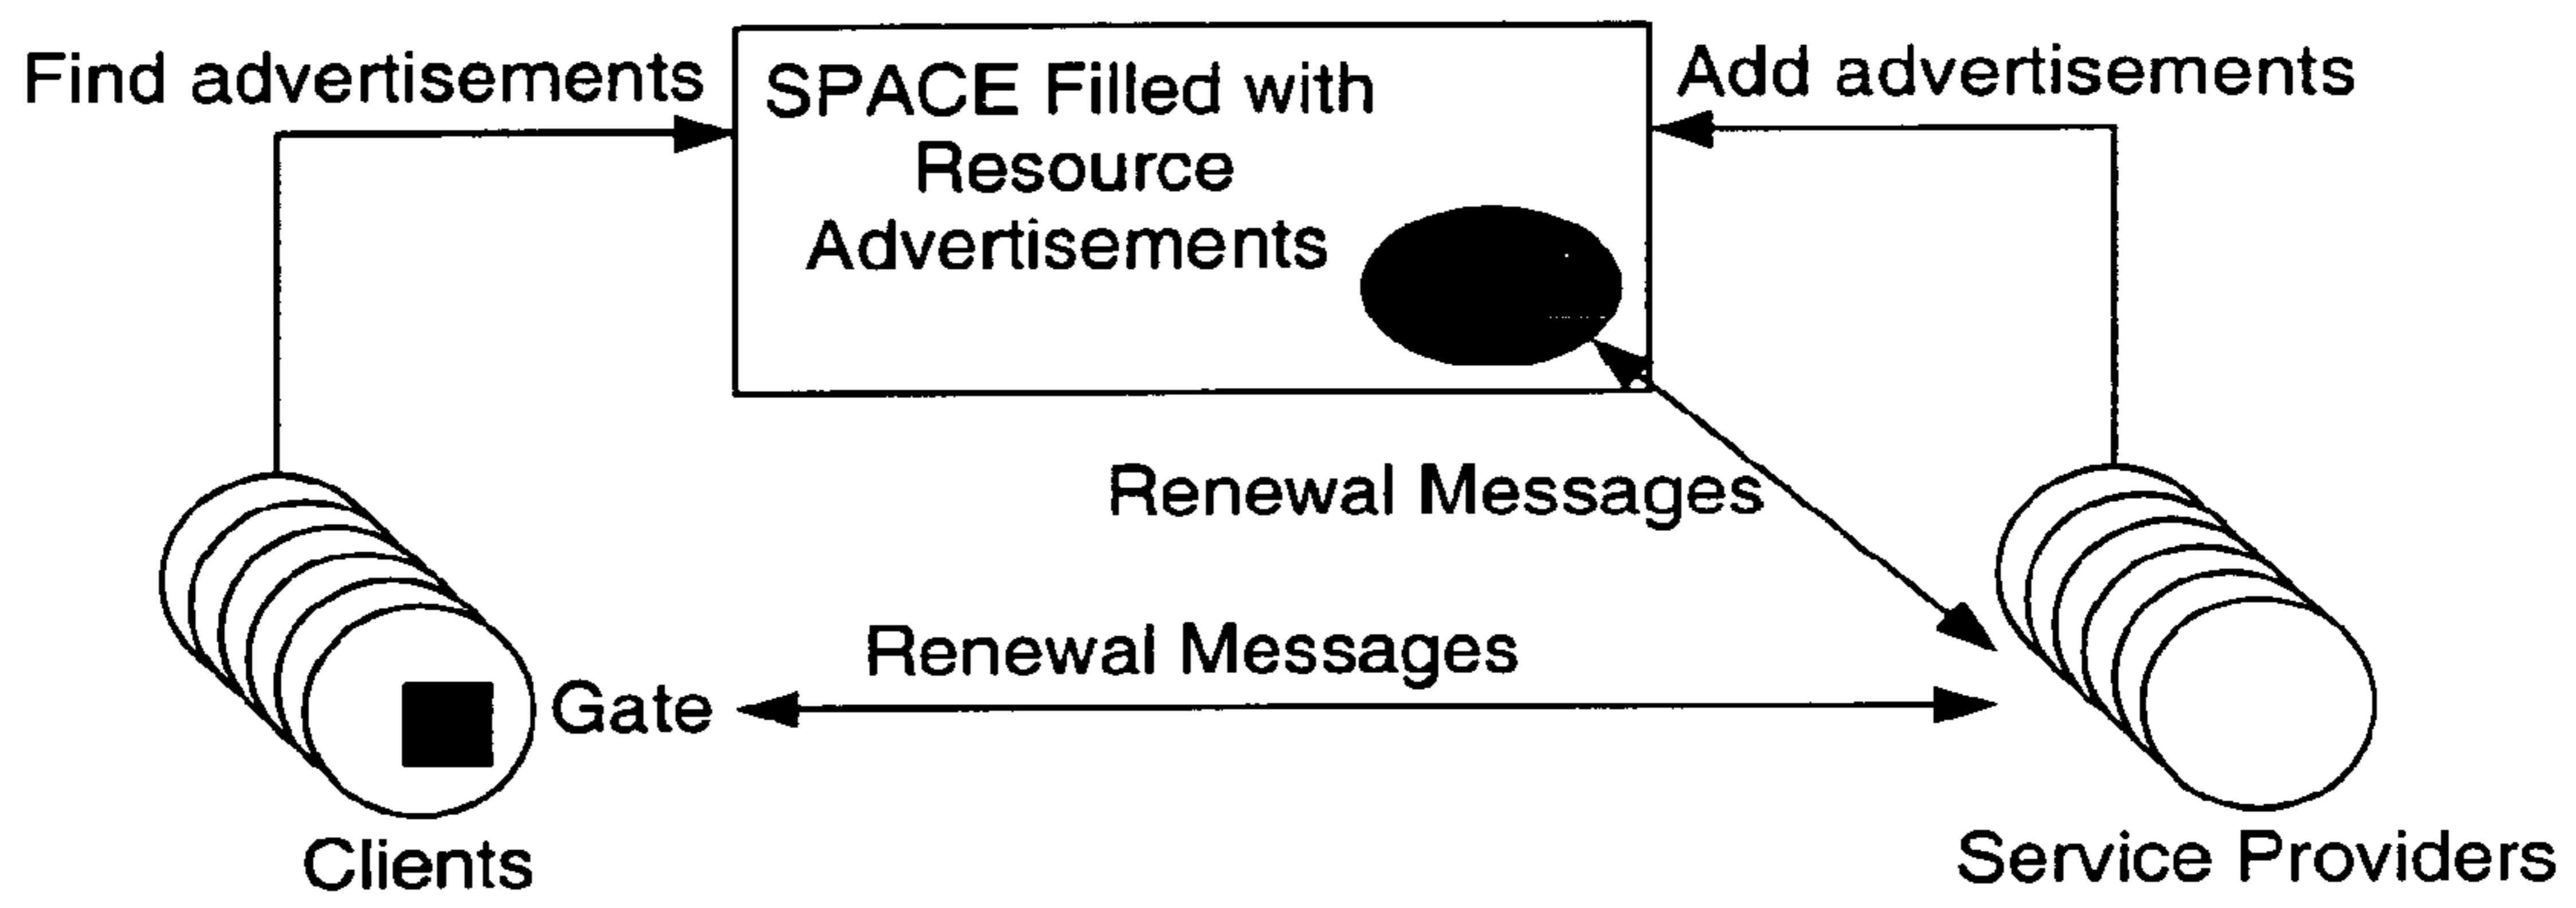 Find advertisements
SPACE Filled with
Resource
Advertisements
Add advertisements
Renewal Messages
Renewal Messages
Gate
Clients
Service Providers